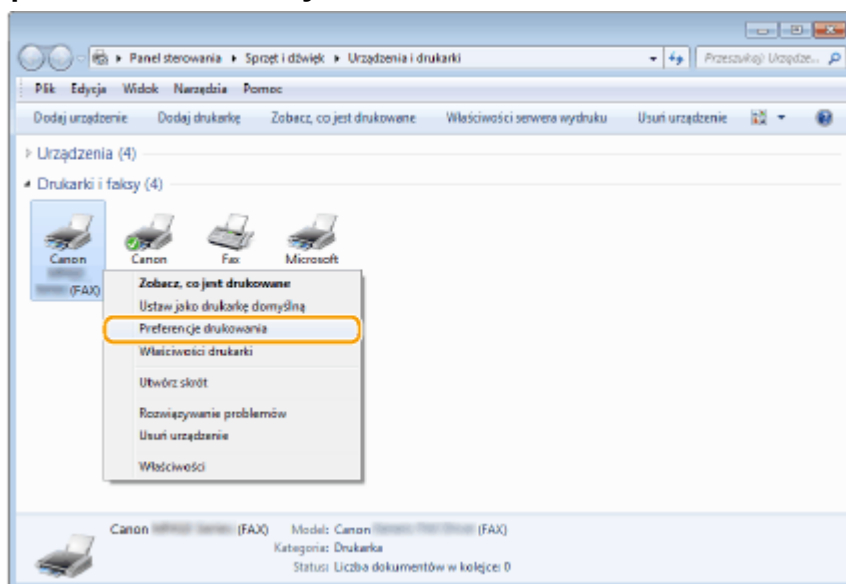 Panel sterowania ▸ Sprzęt i dźwięk ▸ Urządzenia i drukarki
Przeszukaj: Urządze...
Plik Edycja Widok Narzędzia Pomoc
Dodaj urządzenie Dodaj drukarkę Zobacz, co jest drukowane Właściwości serwera wydruku Usuń urządzenie
Urządzenia (4)
Drukarki i faksy (4)
Canon Canon Fax Microsoft
(FAX)
Zobacz, co jest drukowane
Ustaw jako drukarkę domyślną
Preferencje drukowania
Właściwości drukarki
Utwórz skrót
Rozwiązywanie problemów
Usuń urządzenie
Właściwości
Canon (FAX) Model: Canon (FAX)
Kategoria: Drukarka
Status: Liczba dokumentów w kolejce: 0